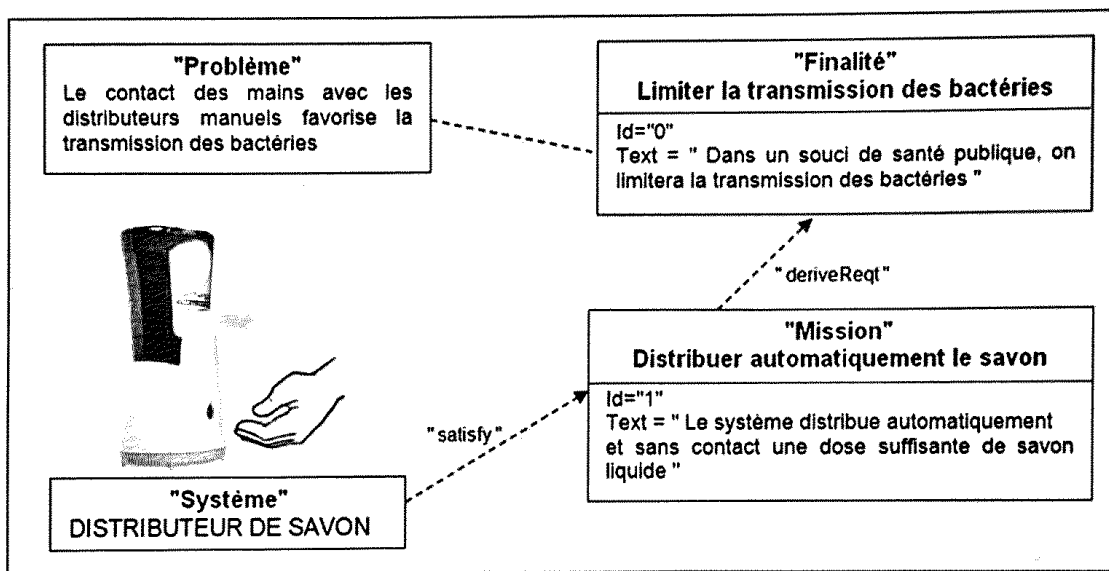 "Problème"
Le contact des mains avec les
distributeurs manuels favorise la
transmission des bactéries
"Finalité"
Limiter la transmission des bactéries
Id="0"
Text = " Dans un souci de santé publique, on
limitera la transmission des bactéries "
"deriveReqt"
"Mission"
Distribuer automatiquement le savon
Id="1"
Text = " Le système distribue automatiquement
et sans contact une dose suffisante de savon
liquide "
"satisfy"
"Système"
DISTRIBUTEUR DE SAVON